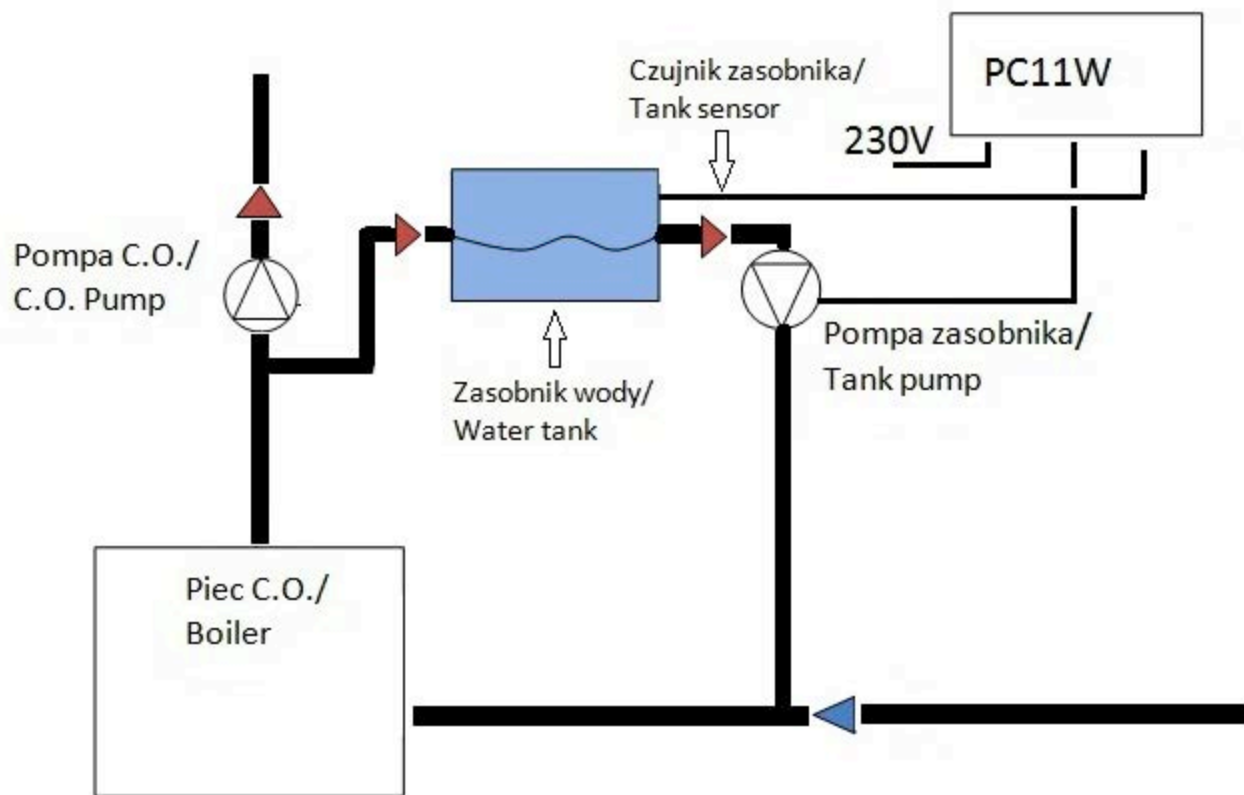 Czujnik zasobnika/
Tank sensor
PC11W
230V
Pompa C.O./
C.O. Pump
Pompa zasobnika/
Tank pump
Zasobnik wody/
Water tank
Piec C.O./
Boiler